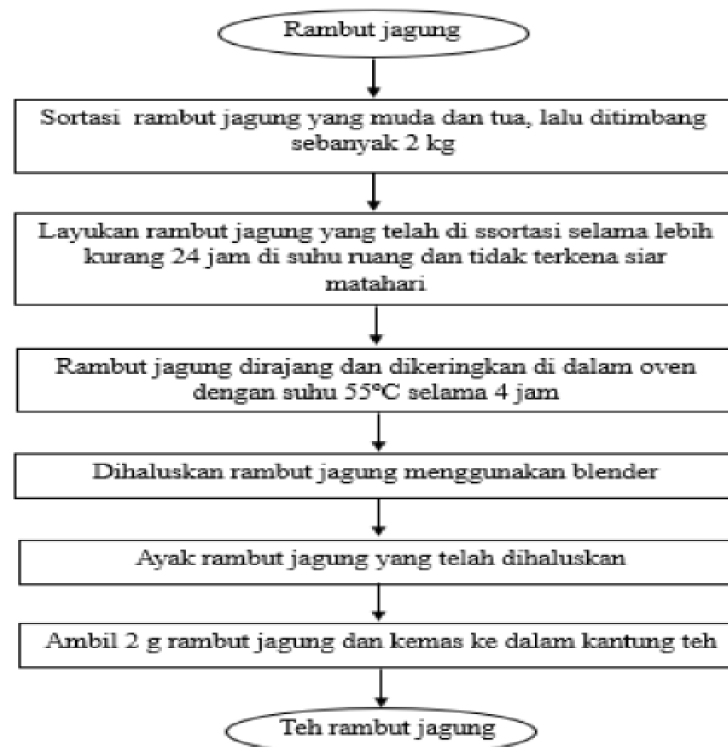 Rambut jagung
Sortasi rambut jagung yang muda dan tua, lalu ditimbang
sebanyak 2 kg
Layukan rambut jagung yang telah di ssortasi selama lebih
kurang 24 jam di suhu ruang dan tidak terkena siar
matahari
Rambut jagung dirajang dan dikeringkan di dalam oven
dengan suhu 55°C selama 4 jam
Dihaluskan rambut jagung menggunakan blender
Ayak rambut jagung yang telah dihaluskan
Ambil 2 g rambut jagung dan kemas ke dalam kantung teh
Teh rambut jagung